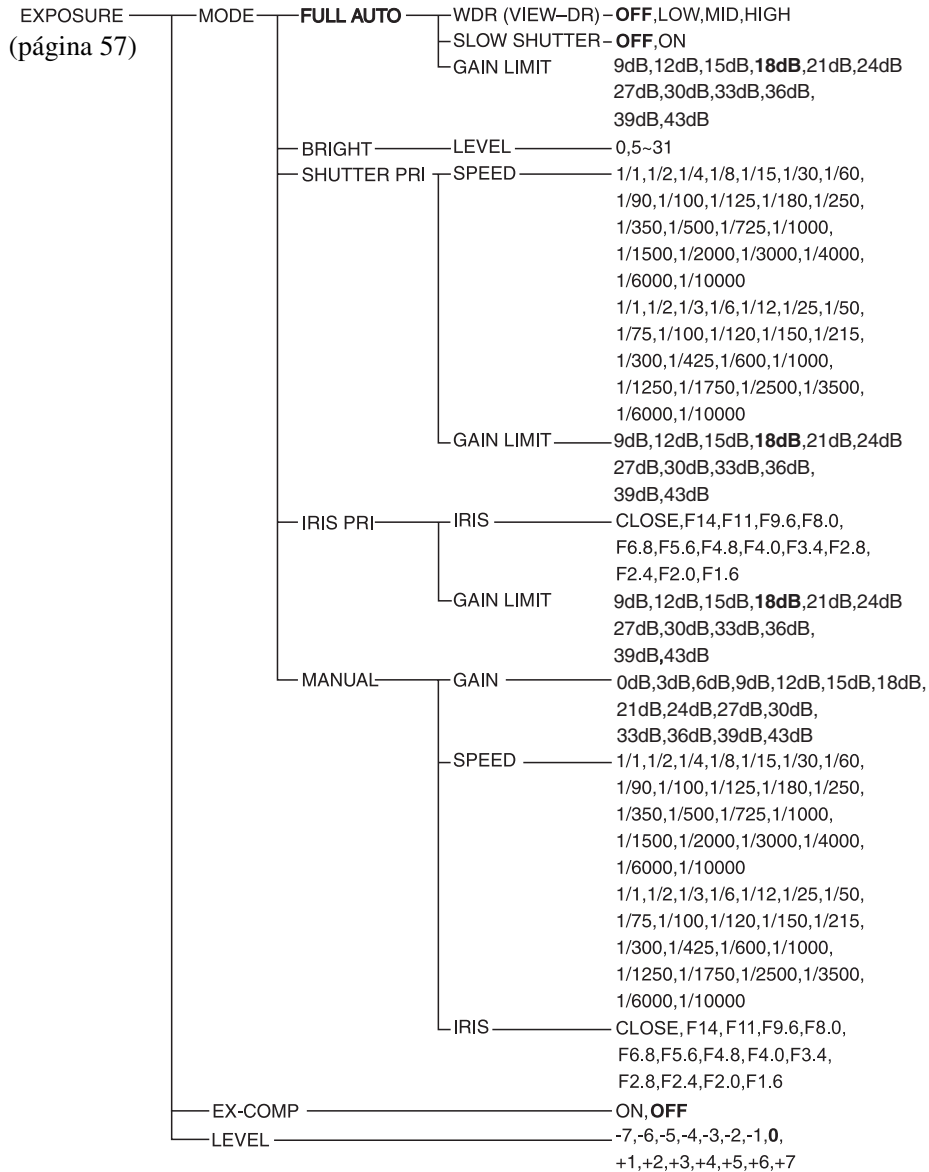 EXPOSURE MODE FULL AUTO WDR (VIEW–DR) OFF,LOW,MID,HIGH
(página 57) SLOW SHUTTER OFF,ON
GAIN LIMIT 9dB,12dB,15dB,18dB,21dB,24dB
27dB,30dB,33dB,36dB,
39dB,43dB
BRIGHT LEVEL 0,5~31
SHUTTER PRI SPEED 1/1,1/2,1/4,1/8,1/15,1/30,1/60,
1/90,1/100,1/125,1/180,1/250,
1/350,1/500,1/725,1/1000,
1/1500,1/2000,1/3000,1/4000,
1/6000,1/10000
1/1,1/2,1/3,1/6,1/12,1/25,1/50,
1/75,1/100,1/120,1/150,1/215,
1/300,1/425,1/600,1/1000,
1/1250,1/1750,1/2500,1/3500,
1/6000,1/10000
GAIN LIMIT 9dB,12dB,15dB,18dB,21dB,24dB
27dB,30dB,33dB,36dB,
39dB,43dB
IRIS PRI IRIS CLOSE,F14,F11,F9.6,F8.0,
F6.8,F5.6,F4.8,F4.0,F3.4,F2.8,
F2.4,F2.0,F1.6
GAIN LIMIT 9dB,12dB,15dB,18dB,21dB,24dB
27dB,30dB,33dB,36dB,
39dB,43dB
MANUAL GAIN 0dB,3dB,6dB,9dB,12dB,15dB,18dB,
21dB,24dB,27dB,30dB,
33dB,36dB,39dB,43dB
SPEED 1/1,1/2,1/4,1/8,1/15,1/30,1/60,
1/90,1/100,1/125,1/180,1/250,
1/350,1/500,1/725,1/1000,
1/1500,1/2000,1/3000,1/4000,
1/6000,1/10000
1/1,1/2,1/3,1/6,1/12,1/25,1/50,
1/75,1/100,1/120,1/150,1/215,
1/300,1/425,1/600,1/1000,
1/1250,1/1750,1/2500,1/3500,
1/6000,1/10000
IRIS CLOSE,F14,F11,F9.6,F8.0,
F6.8,F5.6,F4.8,F4.0,F3.4,
F2.8,F2.4,F2.0,F1.6
EX-COMP ON,OFF
LEVEL -7,-6,-5,-4,-3,-2,-1,0,
+1,+2,+3,+4,+5,+6,+7